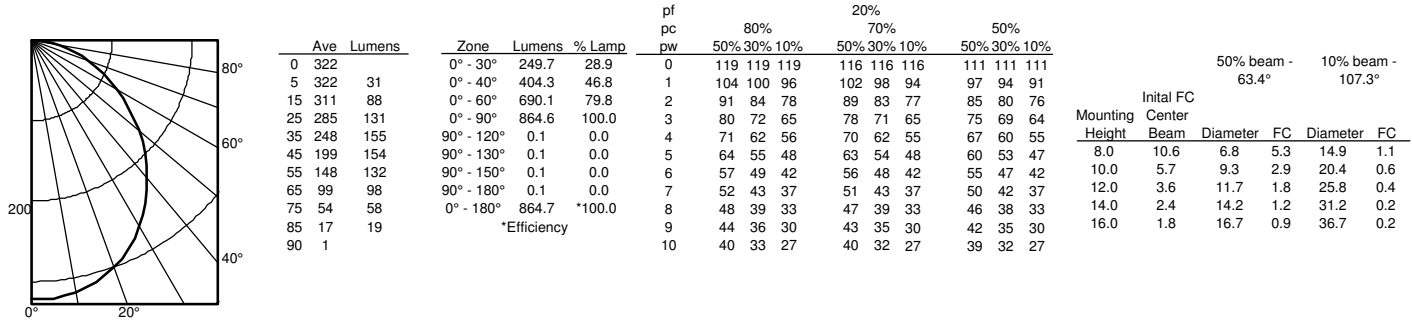 80°
60°
200
40°
0° 20°
Ave Lumens
0 322
5 322 31
15 311 88
25 285 131
35 248 155
45 199 154
55 148 132
65 99 98
75 54 58
85 17 19
90 1
Zone Lumens % Lamp
0° - 30° 249.7 28.9
0° - 40° 404.3 46.8
0° - 60° 690.1 79.8
0° - 90° 864.6 100.0
90° - 120° 0.1 0.0
90° - 130° 0.1 0.0
90° - 150° 0.1 0.0
90° - 180° 0.1 0.0
0° - 180° 864.7 *100.0
*Efficiency
pf 20%
pc 80% 70% 50%
pw 50% 30% 10% 50% 30% 10% 50% 30% 10%
0 119 119 119 116 116 116 111 111 111
1 104 100 96 102 98 94 97 94 91
2 91 84 78 89 83 77 85 80 76
3 80 72 65 78 71 65 75 69 64
4 71 62 56 70 62 55 67 60 55
5 64 55 48 63 54 48 60 53 47
6 57 49 42 56 48 42 55 47 42
7 52 43 37 51 43 37 50 42 37
8 48 39 33 47 39 33 46 38 33
9 44 36 30 43 35 30 42 35 30
10 40 33 27 40 32 27 39 32 27
50% beam - 10% beam -
63.4° 107.3°
Inital FC
Mounting Center
Height Beam Diameter FC Diameter FC
8.0 10.6 6.8 5.3 14.9 1.1
10.0 5.7 9.3 2.9 20.4 0.6
12.0 3.6 11.7 1.8 25.8 0.4
14.0 2.4 14.2 1.2 31.2 0.2
16.0 1.8 16.7 0.9 36.7 0.2